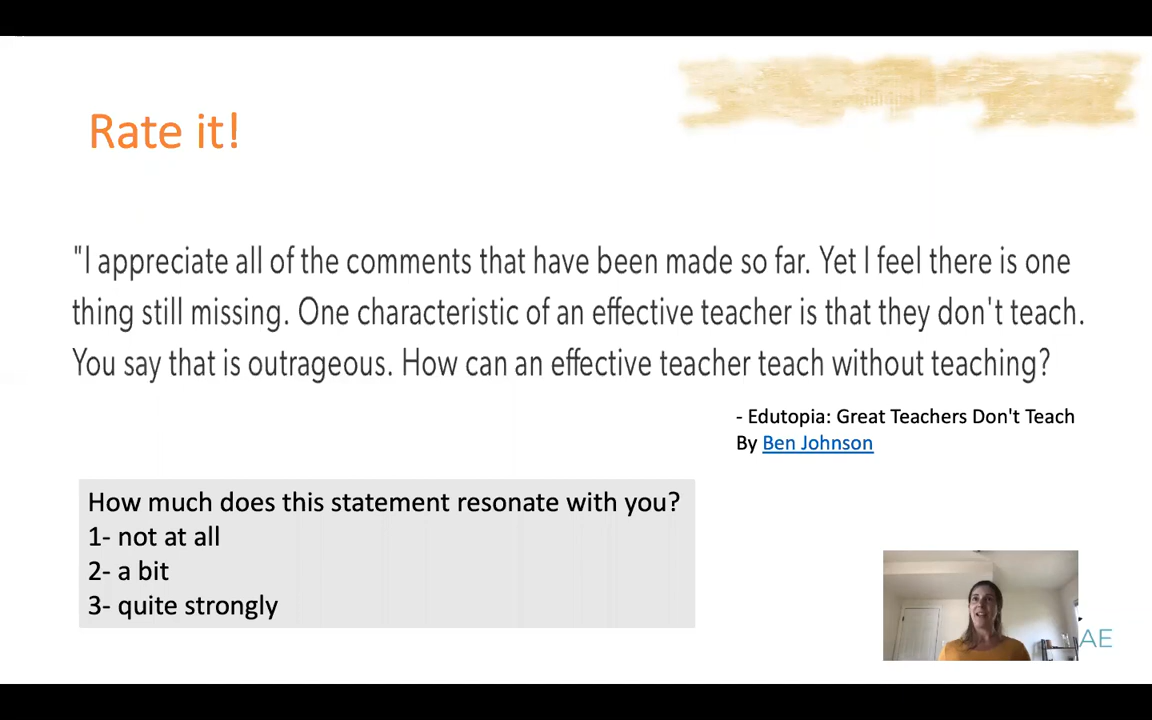 Rate it!
"I appreciate all of the comments that have been made so far. Yet I feel there is one
thing still missing. One characteristic of an effective teacher is that they don't teach.
You say that is outrageous. How can an effective teacher teach without teaching?
- Edutopia: Great Teachers Don't Teach
By Ben Johnson
How much does this statement resonate with you?
1- not at all
2- a bit
3- quite strongly
AE